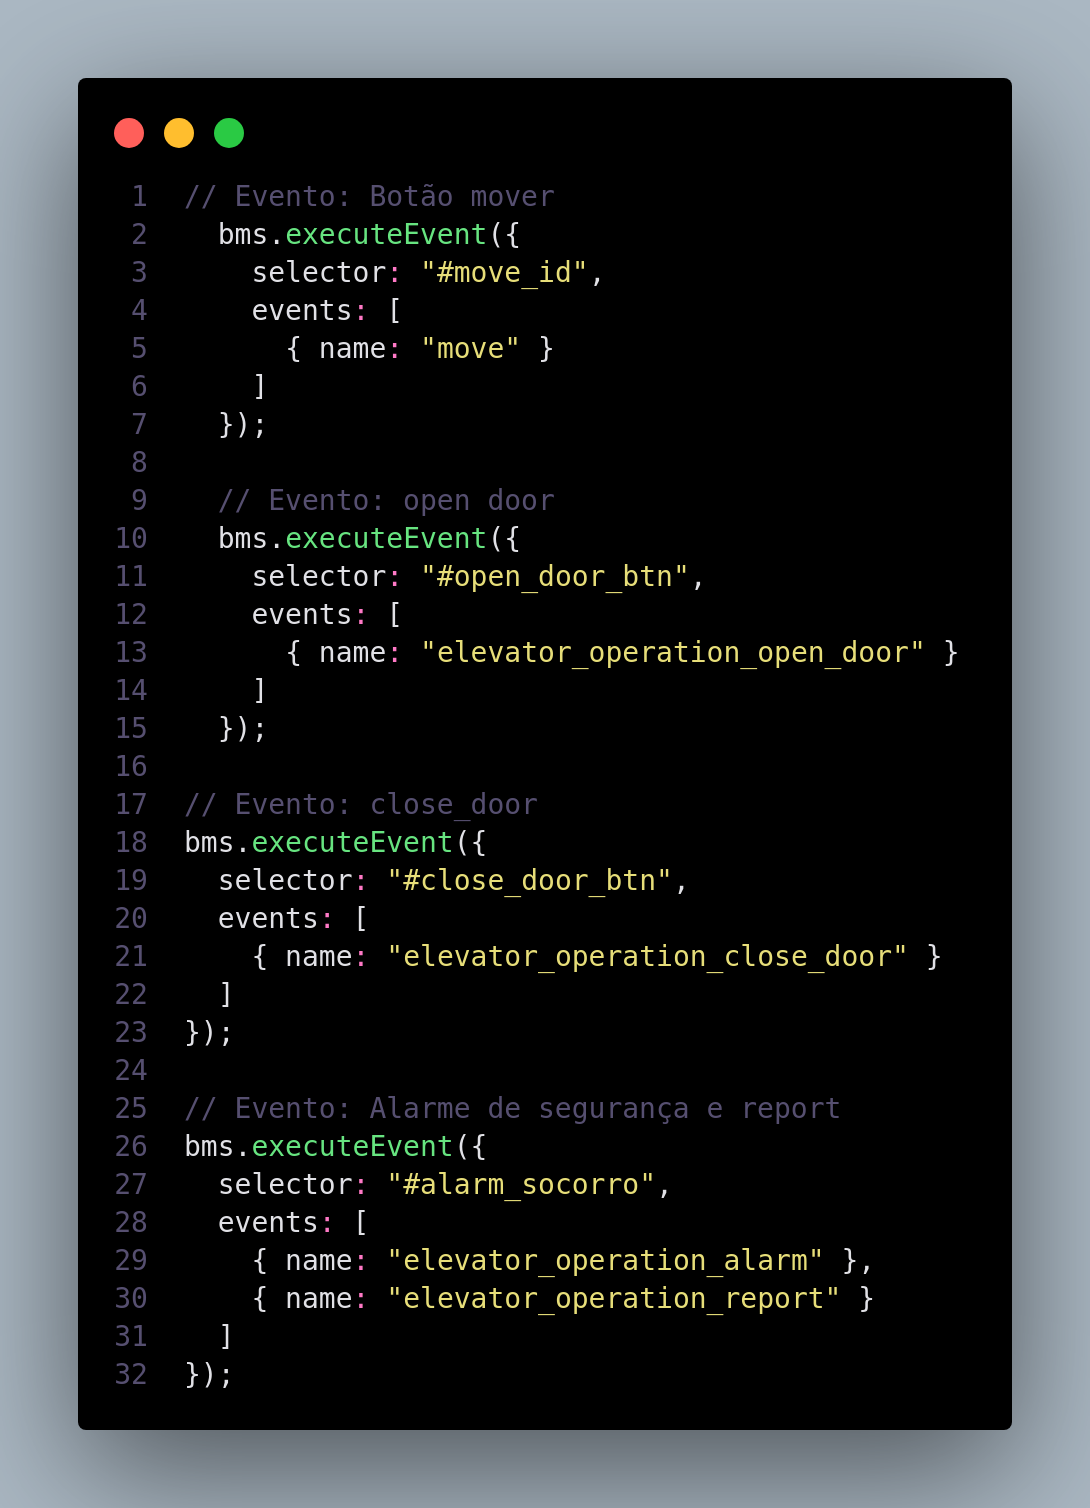 1 // Evento: Botão mover
2   bms.executeEvent({
3     selector: "#move_id",
4     events: [
5       { name: "move" }
6     ]
7   });
8
9   // Evento: open door
10   bms.executeEvent({
11     selector: "#open_door_btn",
12     events: [
13       { name: "elevator_operation_open_door" }
14     ]
15   });
16
17 // Evento: close_door
18 bms.executeEvent({
19   selector: "#close_door_btn",
20   events: [
21     { name: "elevator_operation_close_door" }
22   ]
23 });
24
25 // Evento: Alarme de segurança e report
26 bms.executeEvent({
27   selector: "#alarm_socorro",
28   events: [
29     { name: "elevator_operation_alarm" },
30     { name: "elevator_operation_report" }
31   ]
32 });